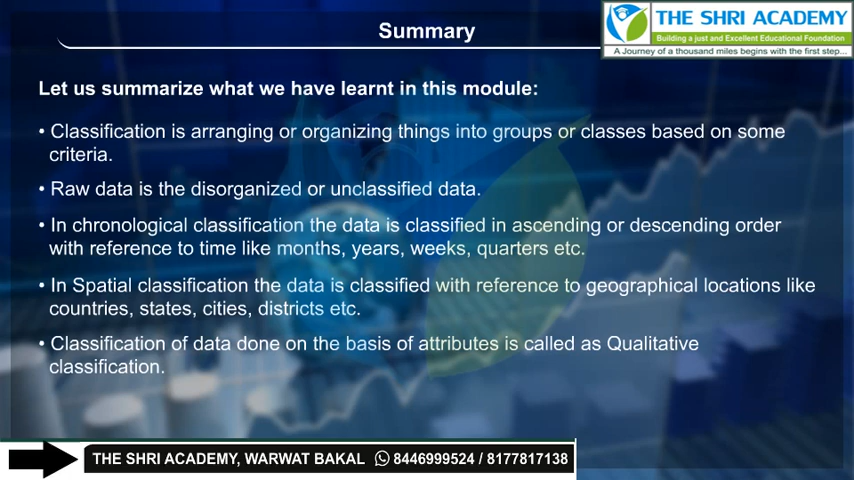 Summary
THE SHRI ACADEMY
Building a just and Excellent Educational Foundation
A Journey of a thousand miles begins with the first step...
Let us summarize what we have learnt in this module:
• Classification is arranging or organizing things into groups or classes based on some
criteria.
• Raw data is the disorganized or unclassified data.
• In chronological classification the data is classified in ascending or descending order
with reference to time like months, years, weeks, quarters etc.
• In Spatial classification the data is classified with reference to geographical locations like
countries, states, cities, districts etc.
• Classification of data done on the basis of attributes is called as Qualitative
classification.
THE SHRI ACADEMY, WARWAT BAKAL 8446999524 / 8177817138